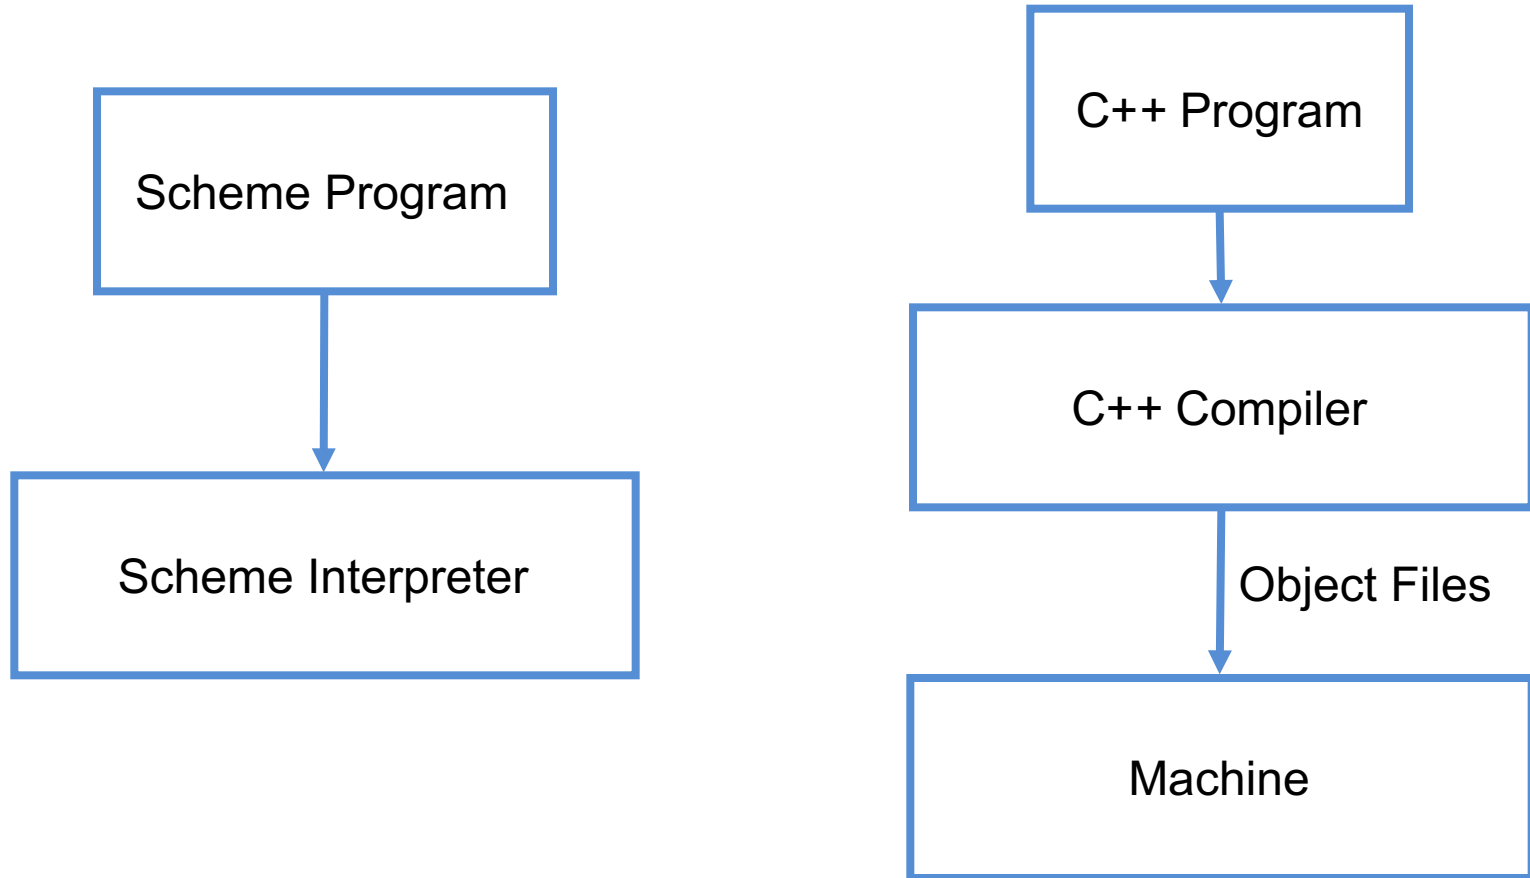 Scheme Program
Scheme Interpreter
C++ Program
C++ Compiler
Object Files
Machine